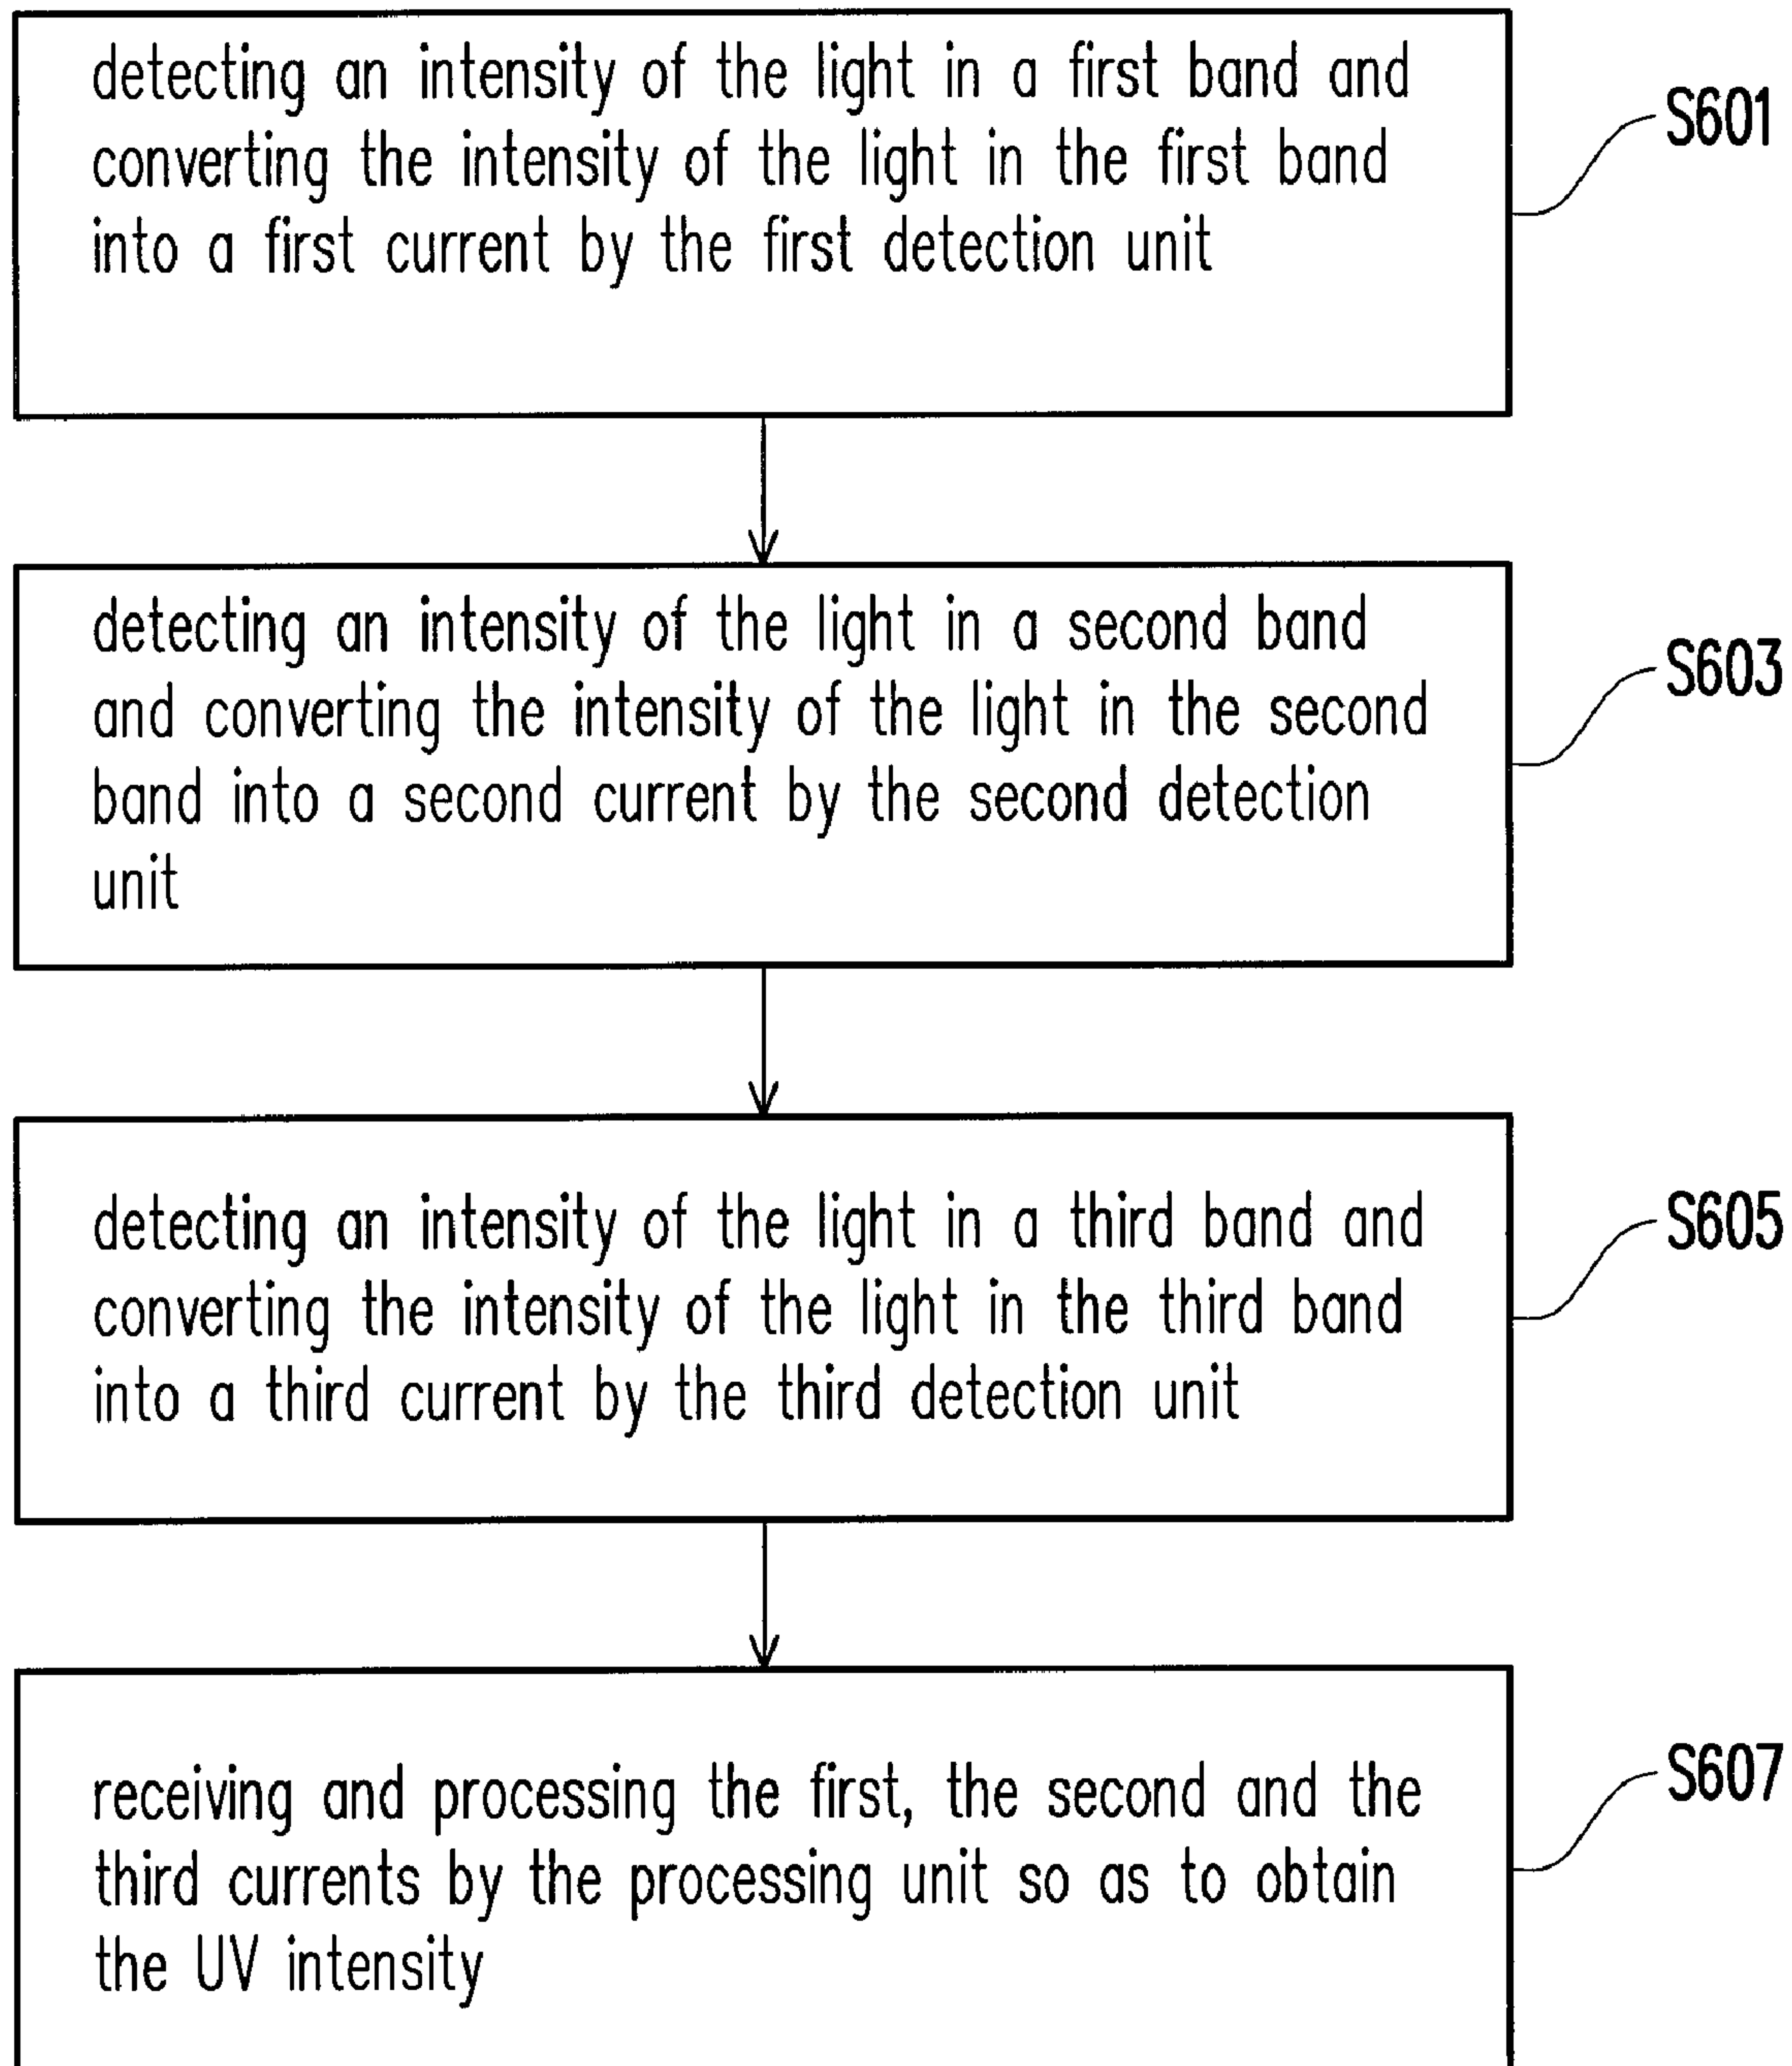 detecting an intensity of the light in a first band and
converting the intensity of the light in the first band
into a first current by the first detection unit
S601
detecting an intensity of the light in a second band
and converting the intensity of the light in the second
band into a second current by the second detection
unit
S603
detecting an intensity of the light in a third band and
converting the intensity of the light in the third band
into a third current by the third detection unit
S605
receiving and processing the first, the second and the
third currents by the processing unit so as to obtain
the UV intensity
S607